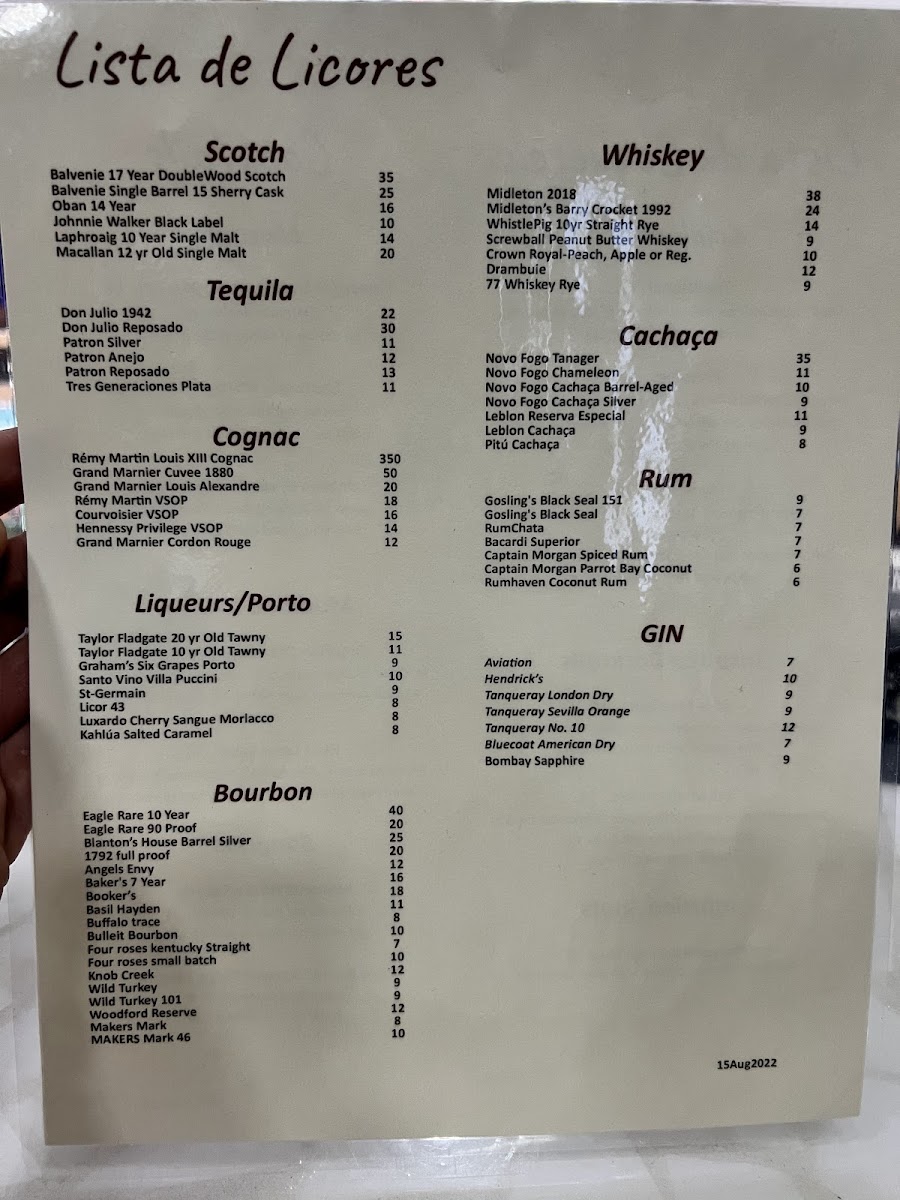 Lista de Licores
Scotch
Balvenie 17 Year DoubleWood Scotch 35
Balvenie Single Barrel 15 Sherry Cask 25
Oban 14 Year 16
Johnnie Walker Black Label 10
Laphroaig 10 Year Single Malt 14
Macallan 12 yr Old Single Malt 20
Tequila
Don Julio 1942 22
Don Julio Reposado 30
Patron Silver 11
Patron Anejo 12
Patron Reposado 13
Tres Generaciones Plata 11
Cognac
Rémy Martin Louis XIII Cognac 350
Grand Marnier Cuvee 1880 50
Grand Marnier Louis Alexandre 20
Rémy Martin VSOP 18
Courvoisier VSOP 16
Hennessy Privilege VSOP 14
Grand Marnier Cordon Rouge 12
Liqueurs/Porto
Taylor Fladgate 20 yr Old Tawny 15
Taylor Fladgate 10 yr Old Tawny 11
Graham's Six Grapes Porto 9
Santo Vino Villa Puccini 10
St-Germain 9
Licor 43 8
Luxardo Cherry Sangue Morlacco 8
Kahlúa Salted Caramel 8
Bourbon
Eagle Rare 10 Year 40
Eagle Rare 90 Proof 20
Blanton's House Barrel Silver 25
1792 full proof 20
Angels Envy 12
Baker's 7 Year 16
Booker's 18
Basil Hayden 11
Buffalo trace 8
Bulleit Bourbon 10
Four roses kentucky Straight 7
Four roses small batch 10
Knob Creek 12
Wild Turkey 9
Wild Turkey 101 9
Woodford Reserve 12
Makers Mark 8
MAKERS Mark 46 10
Whiskey
Midleton 2018 38
Midleton's Barry Crocket 1992 24
WhistlePig 10yr Straight Rye 14
Screwball Peanut Butter Whiskey 9
Crown Royal-Peach, Apple or Reg. 10
Drambuie 12
77 Whiskey Rye 9
Cachaça
Novo Fogo Tanager 35
Novo Fogo Chameleon 11
Novo Fogo Cachaça Barrel-Aged 10
Novo Fogo Cachaça Silver 9
Leblon Reserva Especial 11
Leblon Cachaça 9
Pitú Cachaça 8
Rum
Gosling's Black Seal 151 9
Gosling's Black Seal 7
RumChata 7
Bacardi Superior 7
Captain Morgan Spiced Rum 7
Captain Morgan Parrot Bay Coconut 6
Rumhaven Coconut Rum 6
GIN
Aviation 7
Hendrick's 10
Tanqueray London Dry 9
Tanqueray Sevilla Orange 9
Tanqueray No. 10 12
Bluecoat American Dry 7
Bombay Sapphire 9
15Aug2022